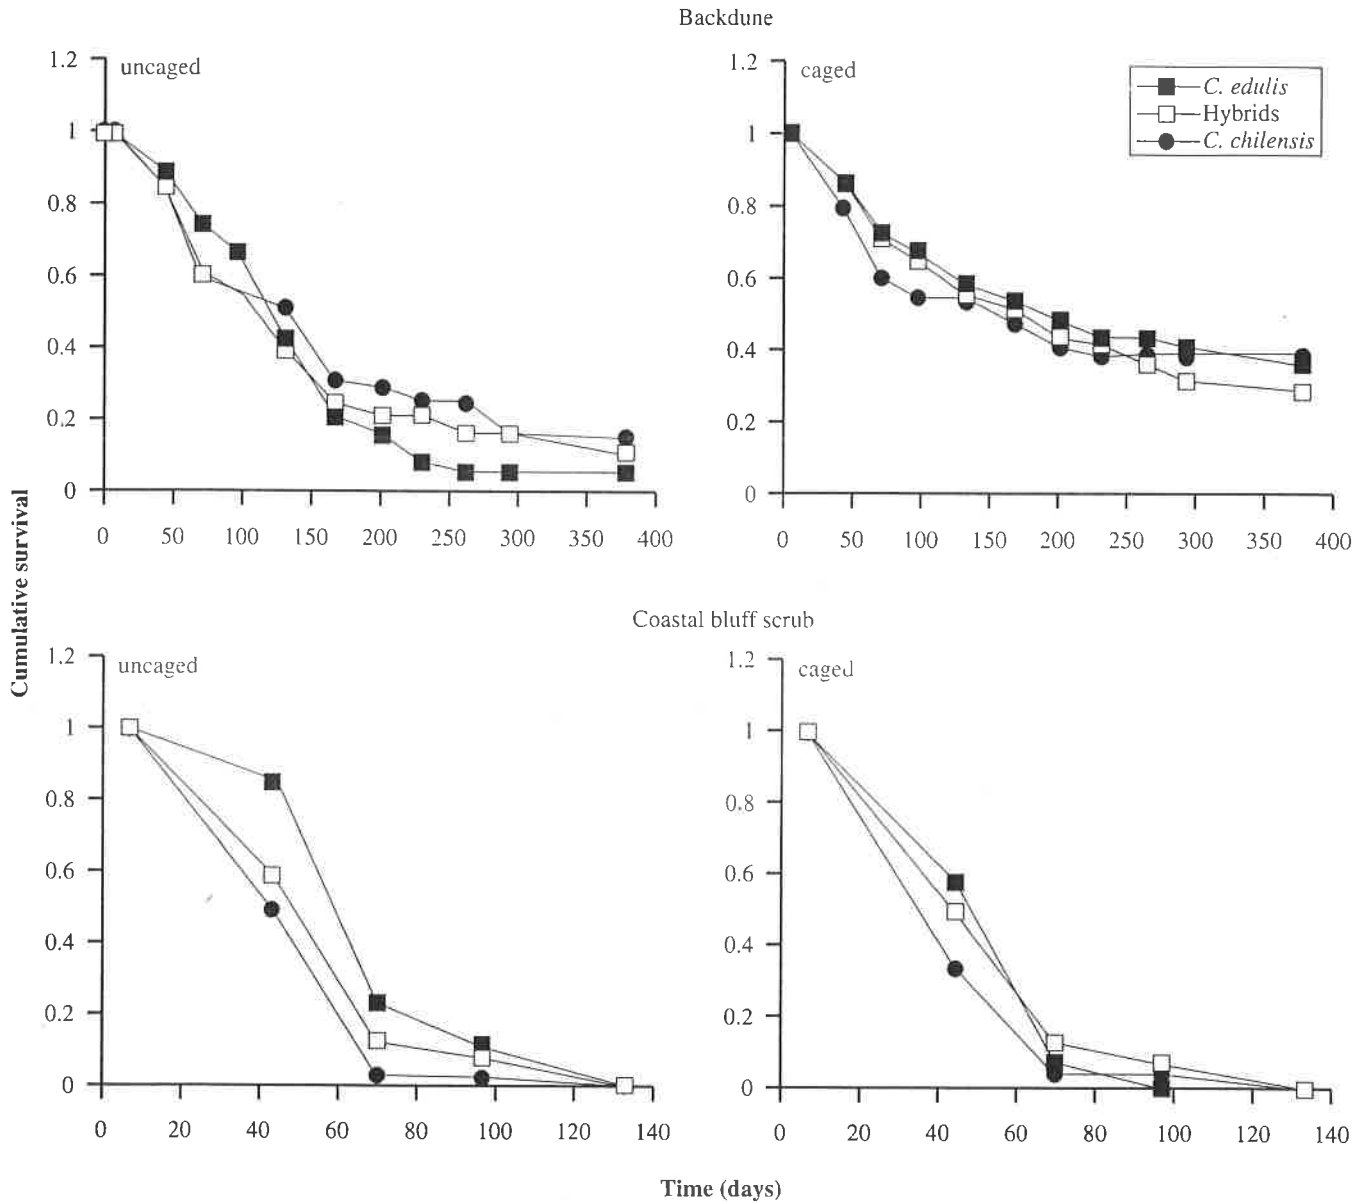 Backdune
uncaged
1.2
1
0.8
0.6
0.4
0.2
0
0 50 100 150 200 250 300 350 400
caged
C. edulis
Hybrids
C. chilensis
1.2
1
0.8
0.6
0.4
0.2
0
0 50 100 150 200 250 300 350 400
Cumulative survival
Coastal bluff scrub
uncaged
1.2
1
0.8
0.6
0.4
0.2
0
0 20 40 60 80 100 120 140
caged
1.2
1
0.8
0.6
0.4
0.2
0
0 20 40 60 80 100 120 140
Time (days)